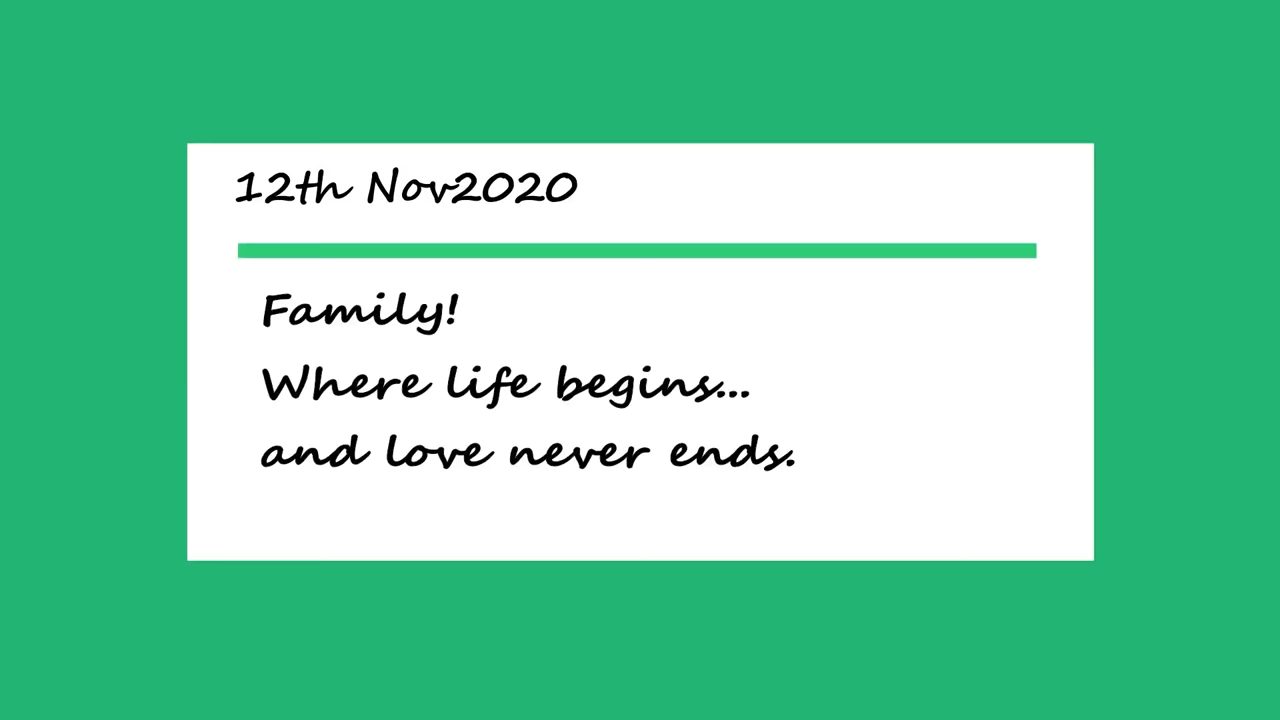 12th Nov2020
Family!
Where life begins...
and love never ends.